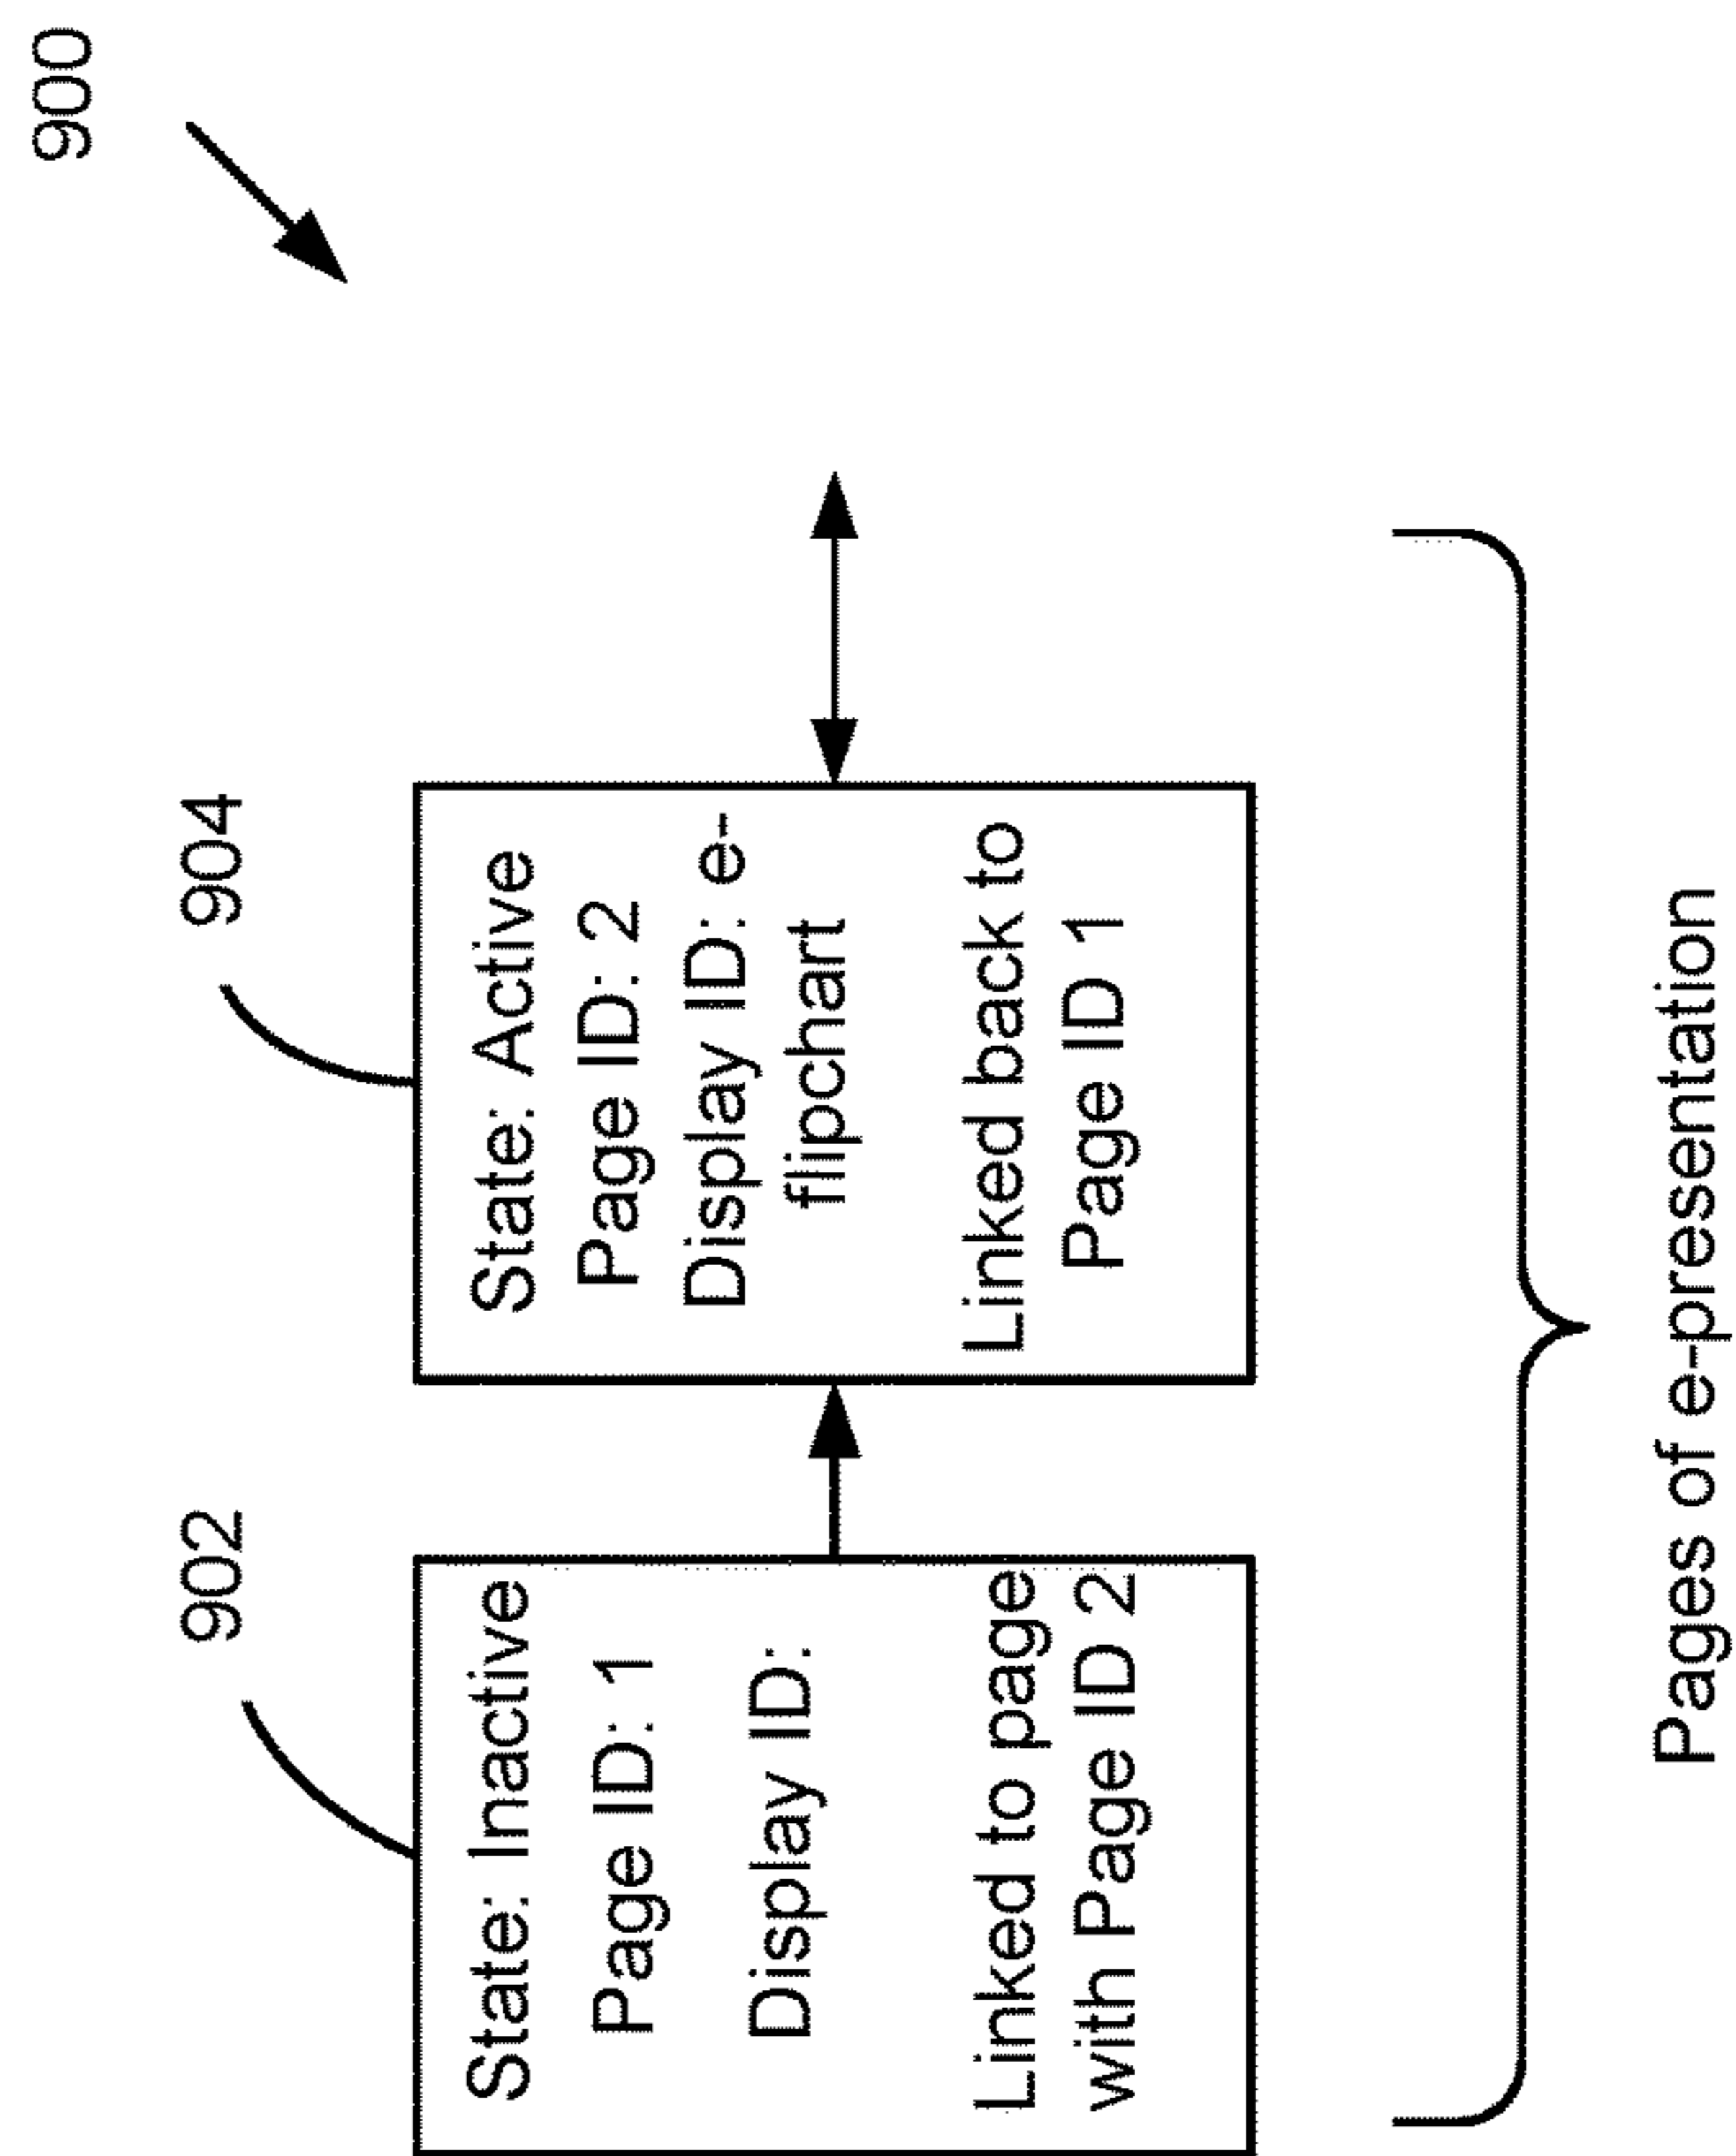 900
902
State: Inactive
Page ID: 1
Display ID:
Linked to page
with Page ID 2
904
State: Active
Page ID: 2
Display ID: e-
flipchart
Linked back to
Page ID 1
Pages of e-presentation